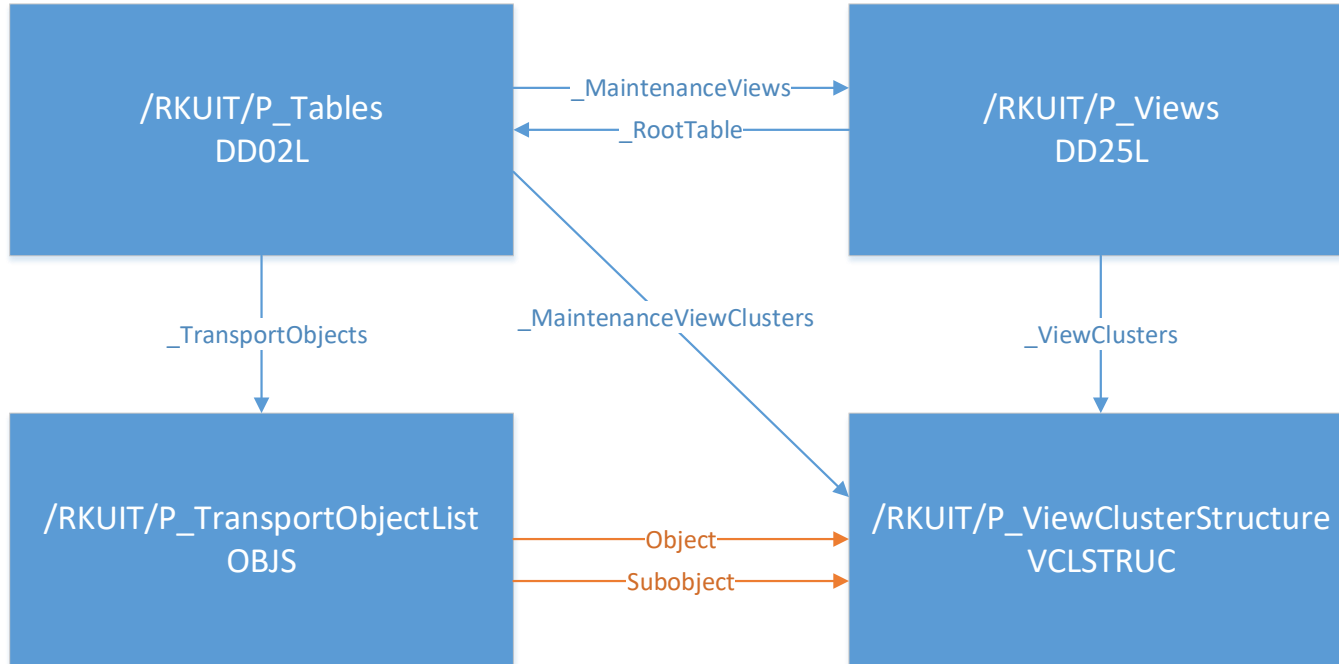 /RKUIT/P_Tables
DD02L
_MaintenanceViews
_RootTable
/RKUIT/P_Views
DD25L
_TransportObjects
_MaintenanceViewClusters
_ViewClusters
/RKUIT/P_TransportObjectList
OBJS
Object
Subobject
/RKUIT/P_ViewClusterStructure
VCLSTRUC